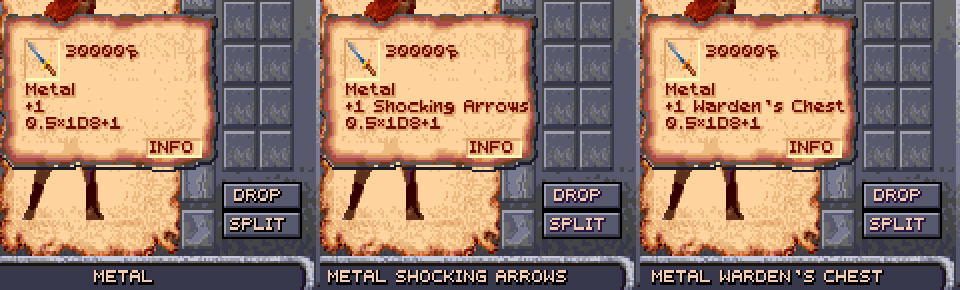 30000₽
Metal
+1
0.5×1D8+1
INFO
DROP
SPLIT
METAL
30000₽
Metal
+1 Shocking Arrows
0.5×1D8+1
INFO
DROP
SPLIT
METAL SHOCKING ARROWS
30000₽
Metal
+1 Warden's Chest
0.5×1D8+1
INFO
DROP
SPLIT
METAL WARDEN'S CHEST